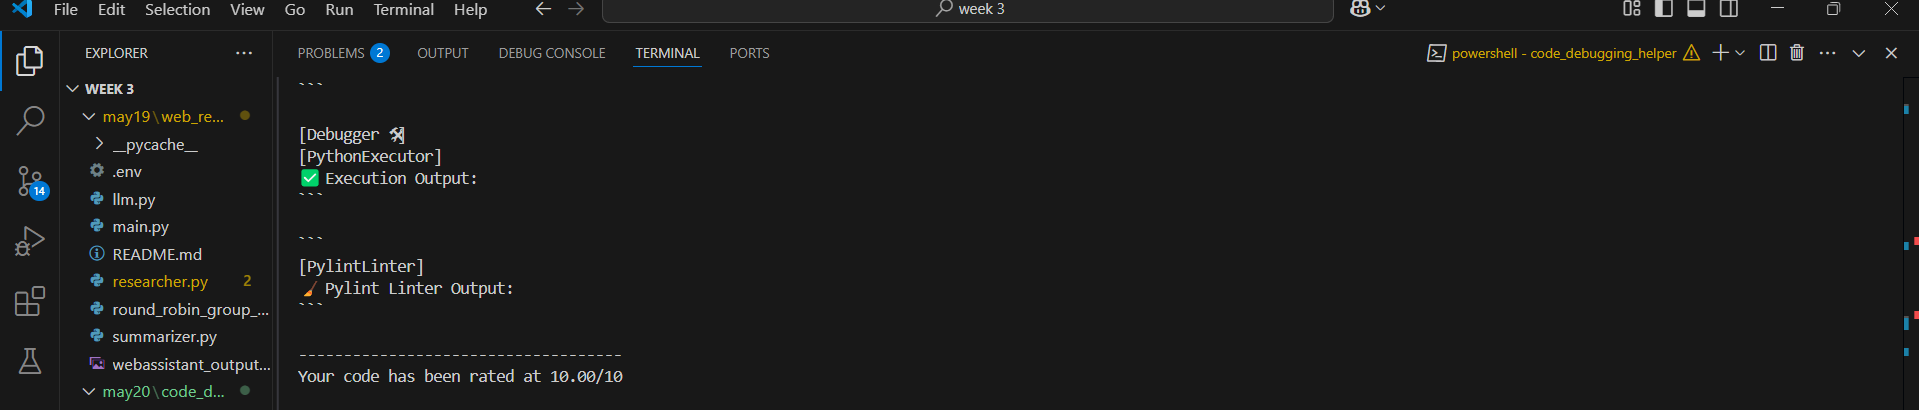 File Edit Selection View Go Run Terminal Help week 3
EXPLORER
WEEK 3
may19\web_re...
__pycache__
.env
llm.py
main.py
README.md
researcher.py 2
round_robin_group_...
summarizer.py
webassistant_output...
may20\code_d...
14
PROBLEMS 2 OUTPUT DEBUG CONSOLE TERMINAL PORTS
powershell - code_debugging_helper
```
[Debugger 🛠]
[PythonExecutor]
✅ Execution Output:
```
```
[PylintLinter]
🧹 Pylint Linter Output:
```
------------------------------------
Your code has been rated at 10.00/10